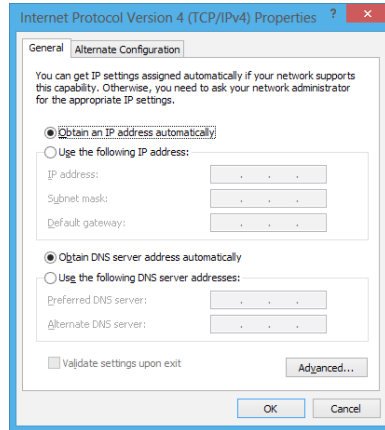 Internet Protocol Version 4 (TCP/IPv4) Properties ? ×
General Alternate Configuration
You can get IP settings assigned automatically if your network supports
this capability. Otherwise, you need to ask your network administrator
for the appropriate IP settings.
Obtain an IP address automatically
Use the following IP address:
IP address:
Subnet mask:
Default gateway:
Obtain DNS server address automatically
Use the following DNS server addresses:
Preferred DNS server:
Alternate DNS server:
Validate settings upon exit
Advanced...
OK Cancel